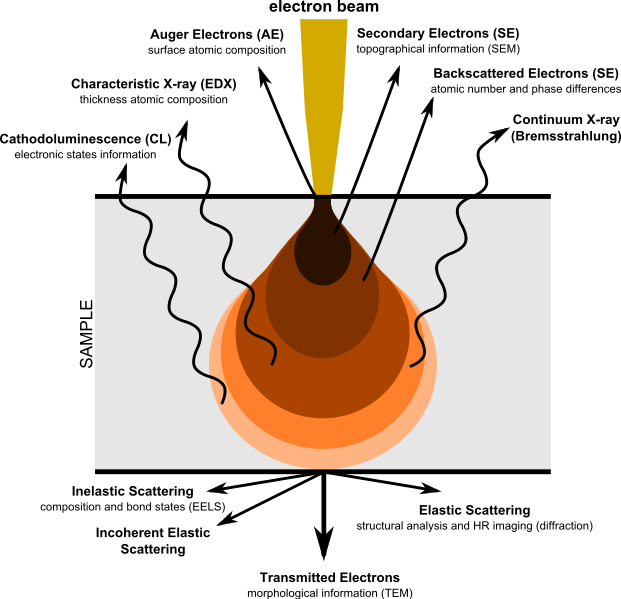 electron beam
Auger Electrons (AE)
surface atomic composition
Secondary Electrons (SE)
topographical information (SEM)
Characteristic X-ray (EDX)
thickness atomic composition
Backscattered Electrons (SE)
atomic number and phase differences
Cathodoluminescence (CL)
electronic states information
Continuum X-ray
(Bremsstrahlung)
SAMPLE
Inelastic Scattering
composition and bond states (EELS)
Incoherent Elastic
Scattering
Elastic Scattering
structural analysis and HR imaging (diffraction)
Transmitted Electrons
morphological information (TEM)